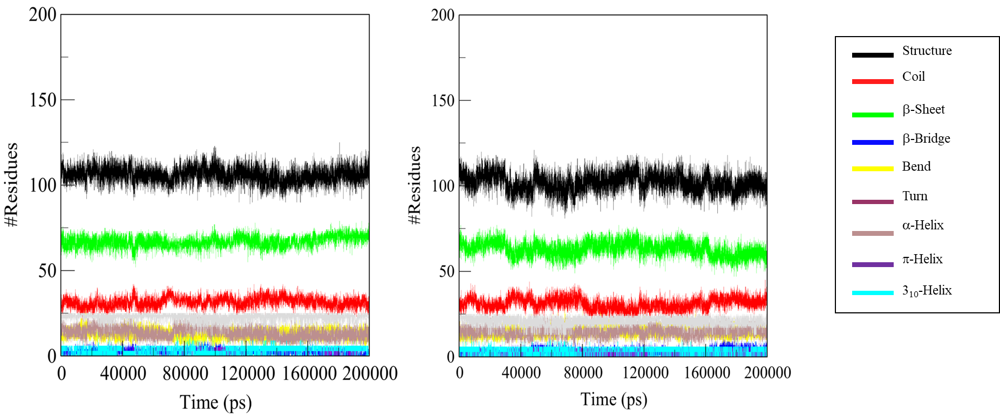 200
150
100
50
0
#Residues
0 40000 80000 120000 160000 200000
Time (ps)
200
150
100
50
0
#Residues
0 40000 80000 120000 160000 200000
Time (ps)
Structure
Coil
β-Sheet
β-Bridge
Bend
Turn
α-Helix
π-Helix
3₁₀-Helix